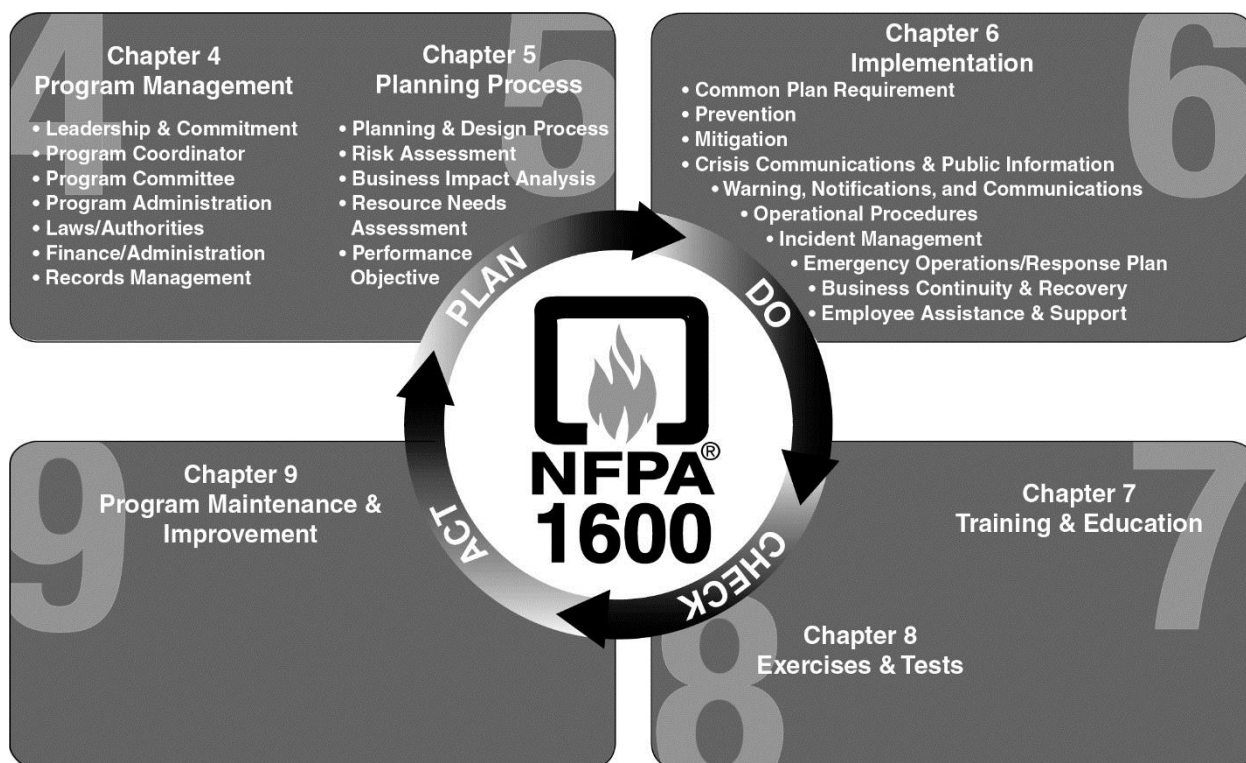 4
Chapter 4
Program Management
• Leadership & Commitment
• Program Coordinator
• Program Committee
• Program Administration
• Laws/Authorities
• Finance/Administration
• Records Management
5
Chapter 5
Planning Process
• Planning & Design Process
• Risk Assessment
• Business Impact Analysis
• Resource Needs
Assessment
• Performance
Objective
6
Chapter 6
Implementation
• Common Plan Requirement
• Prevention
• Mitigation
• Crisis Communications & Public Information
• Warning, Notifications, and Communications
• Operational Procedures
• Incident Management
• Emergency Operations/Response Plan
• Business Continuity & Recovery
• Employee Assistance & Support
PLAN
DO
CHECK
ACT
NFPA®
1600
9
Chapter 9
Program Maintenance &
Improvement
7
Chapter 7
Training & Education
8
Chapter 8
Exercises & Tests